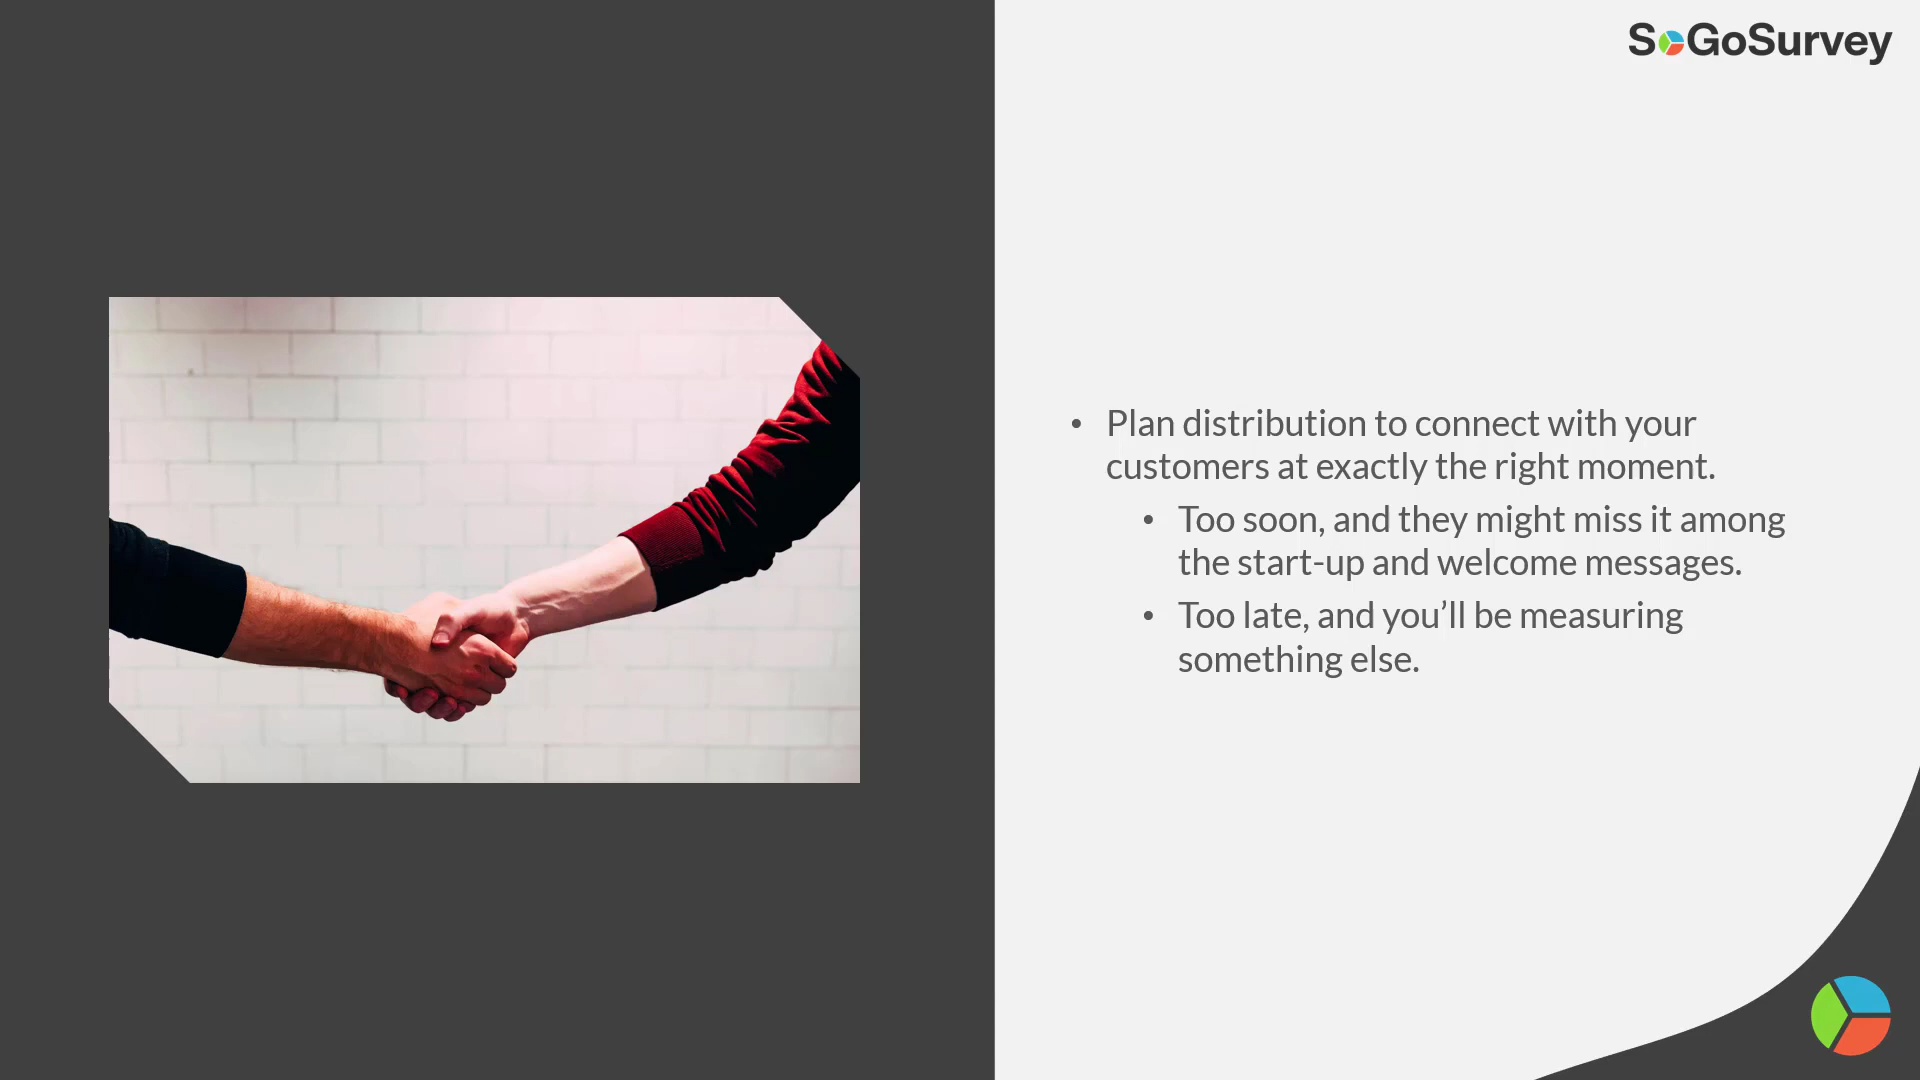 SoGoSurvey
• Plan distribution to connect with your
customers at exactly the right moment.
• Too soon, and they might miss it among
the start-up and welcome messages.
• Too late, and you’ll be measuring
something else.